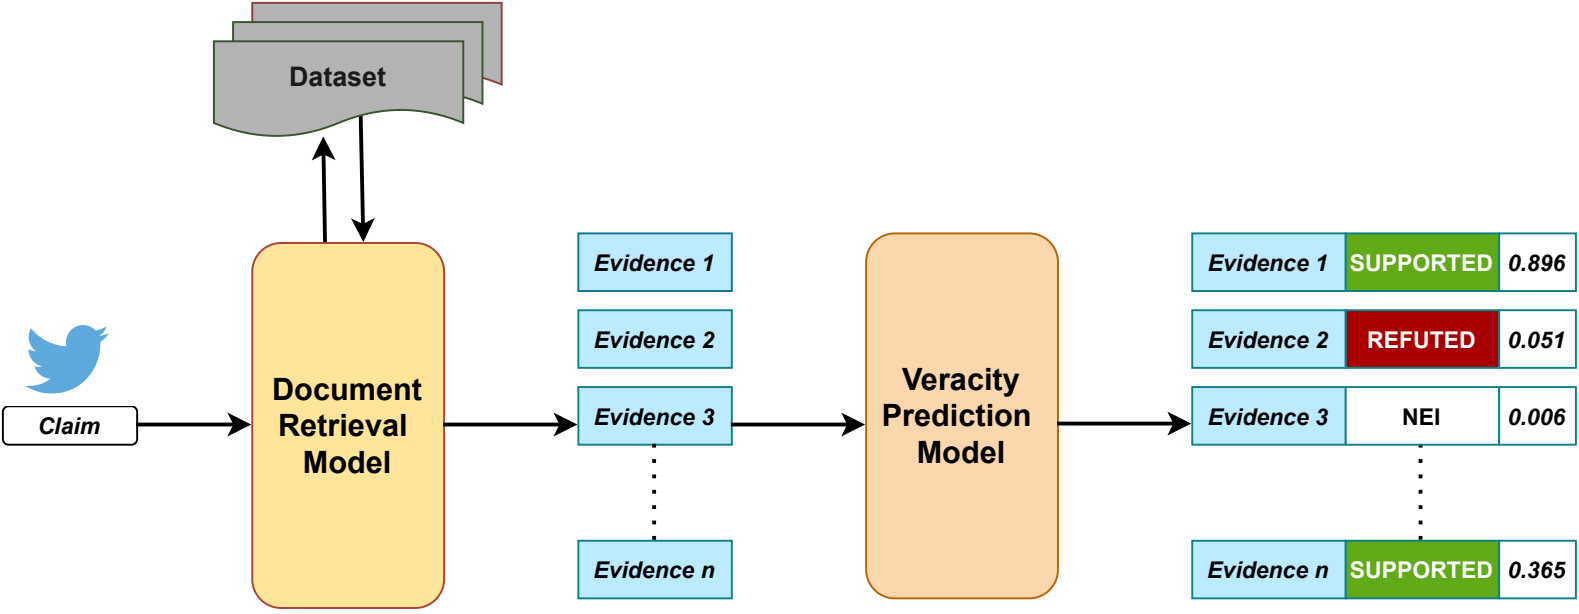 Dataset
Claim
Document
Retrieval
Model
Evidence 1
Evidence 2
Evidence 3
Evidence n
Veracity
Prediction
Model
Evidence 1 SUPPORTED 0.896
Evidence 2 REFUTED 0.051
Evidence 3 NEI 0.006
Evidence n SUPPORTED 0.365